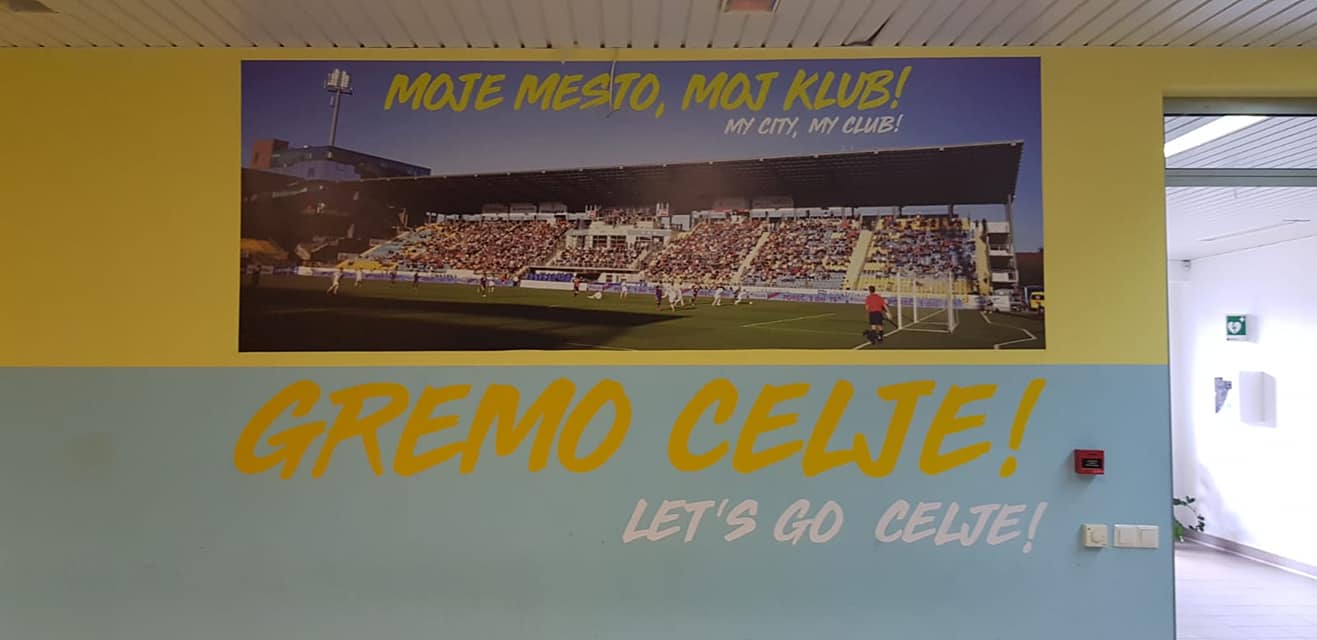 MOJE MESTO, MOJ KLUB!
MY CITY, MY CLUB!
GREMO CELJE!
LET'S GO CELJE!